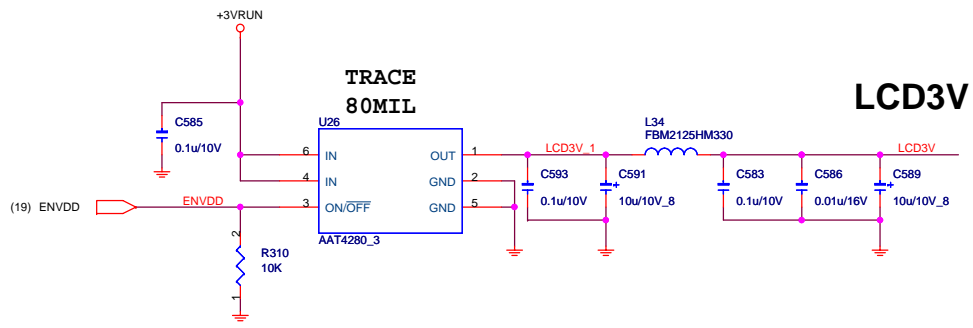 +3VRUN
TRACE
80MIL
LCD3V
U26
L34
FBM2125HM330
C585
0.1u/10V
6
IN
OUT
1
LCD3V_1
LCD3V
4
IN
GND
2
C593
0.1u/10V
C591
10u/10V_8
C583
0.1u/10V
C586
0.01u/16V
C589
10u/10V_8
(19) ENVDD
ENVDD
3
ON/OFF
GND
5
AAT4280_3
2
R310
10K
1